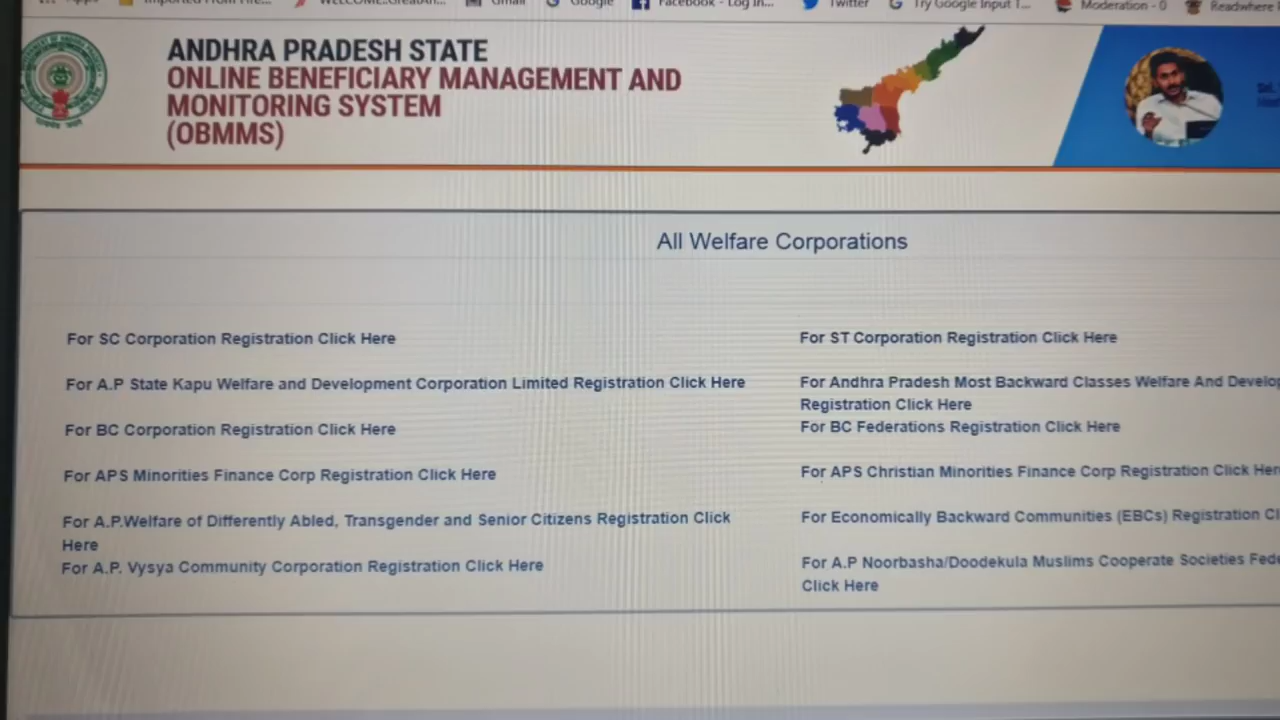 Gmail
Google
Facebook - Log In...
Twitter
Try Google Input T...
Moderation - 0
Readwhere
ANDHRA PRADESH STATE
ONLINE BENEFICIARY MANAGEMENT AND
MONITORING SYSTEM
(OBMMS)
All Welfare Corporations
For SC Corporation Registration Click Here
For ST Corporation Registration Click Here
For A.P State Kapu Welfare and Development Corporation Limited Registration Click Here
For Andhra Pradesh Most Backward Classes Welfare And Develop
Registration Click Here
For BC Corporation Registration Click Here
For BC Federations Registration Click Here
For APS Minorities Finance Corp Registration Click Here
For APS Christian Minorities Finance Corp Registration Click Her
For A.P.Welfare of Differently Abled, Transgender and Senior Citizens Registration Click
Here
For Economically Backward Communities (EBCs) Registration Cl
For A.P. Vysya Community Corporation Registration Click Here
For A.P Noorbasha/Doodekula Muslims Cooperate Societies Fede
Click Here